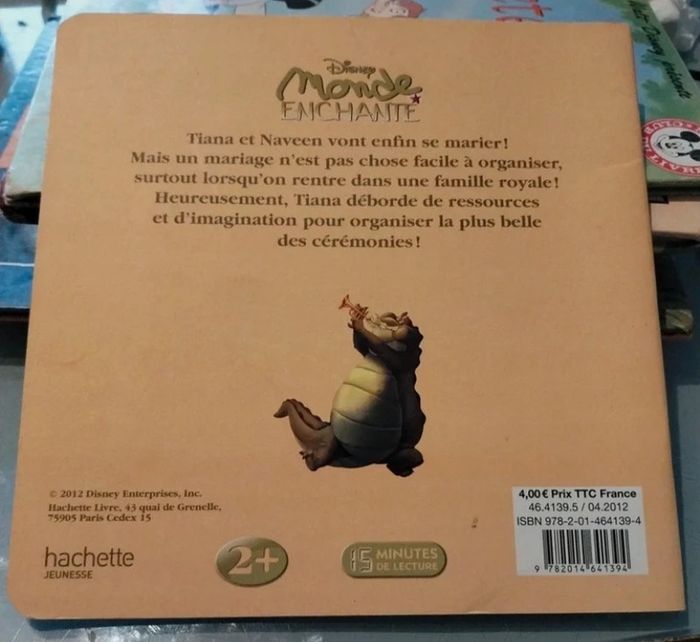 Disney
Monde
ENCHANTÉ
Tiana et Naveen vont enfin se marier !
Mais un mariage n'est pas chose facile à organiser,
surtout lorsqu'on rentre dans une famille royale !
Heureusement, Tiana déborde de ressources
et d'imagination pour organiser la plus belle
des cérémonies !
© 2012 Disney Enterprises, Inc.
Hachette Livre, 43 quai de Grenelle,
75905 Paris Cedex 15
hachette
JEUNESSE
2+
15 MINUTES
DE LECTURE
4,00 € Prix TTC France
46.4139.5 / 04.2012
ISBN 978-2-01-464139-4
9 782014 641394
Walt Disney présente